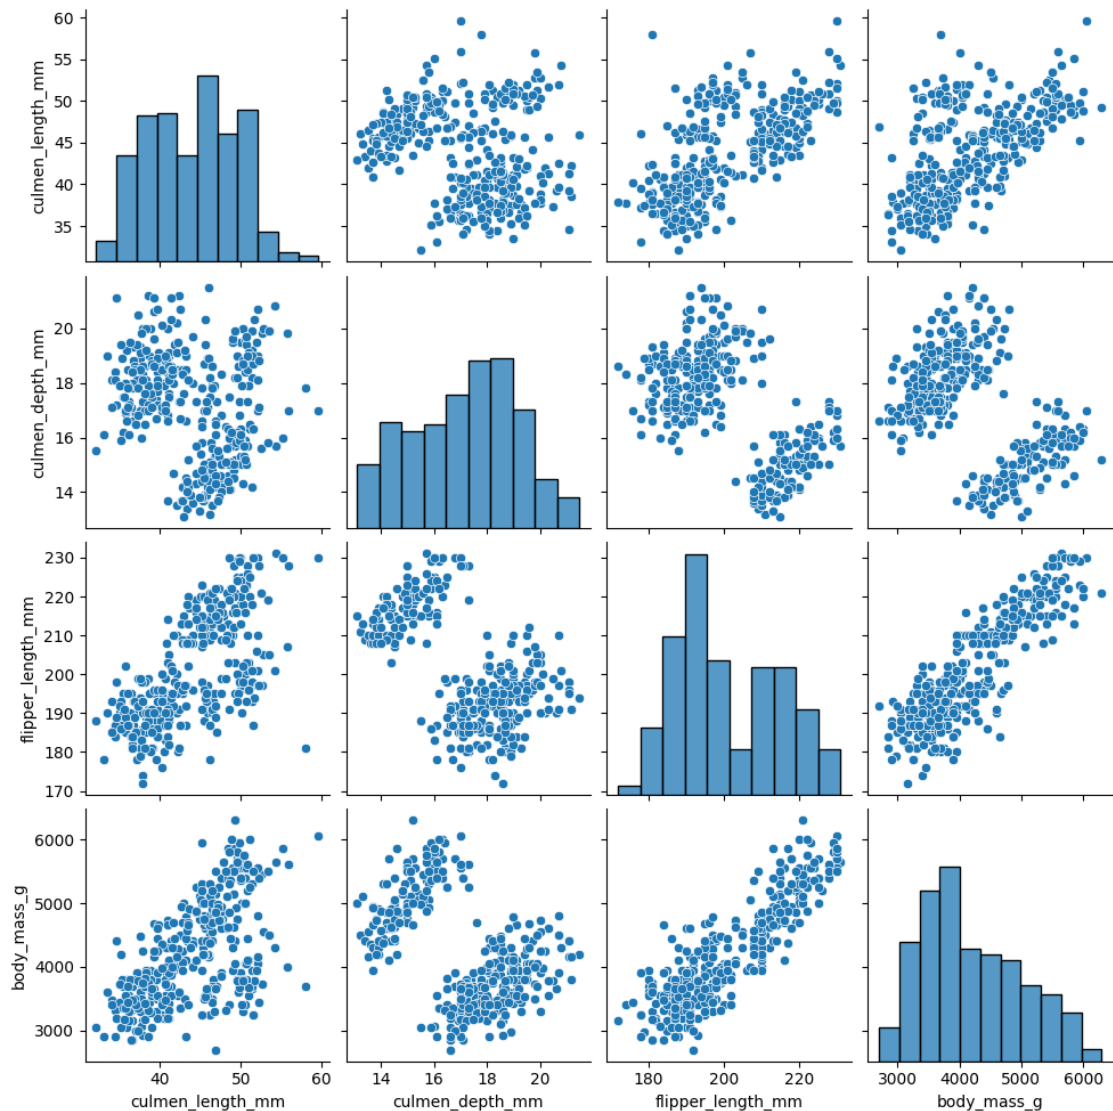 60
55
50
45
40
35
culmen_length_mm
20
18
16
14
culmen_depth_mm
230
220
210
200
190
180
170
flipper_length_mm
6000
5000
4000
3000
body_mass_g
40 50 60
14 16 18 20
180 200 220
3000 4000 5000 6000
culmen_length_mm culmen_depth_mm flipper_length_mm body_mass_g